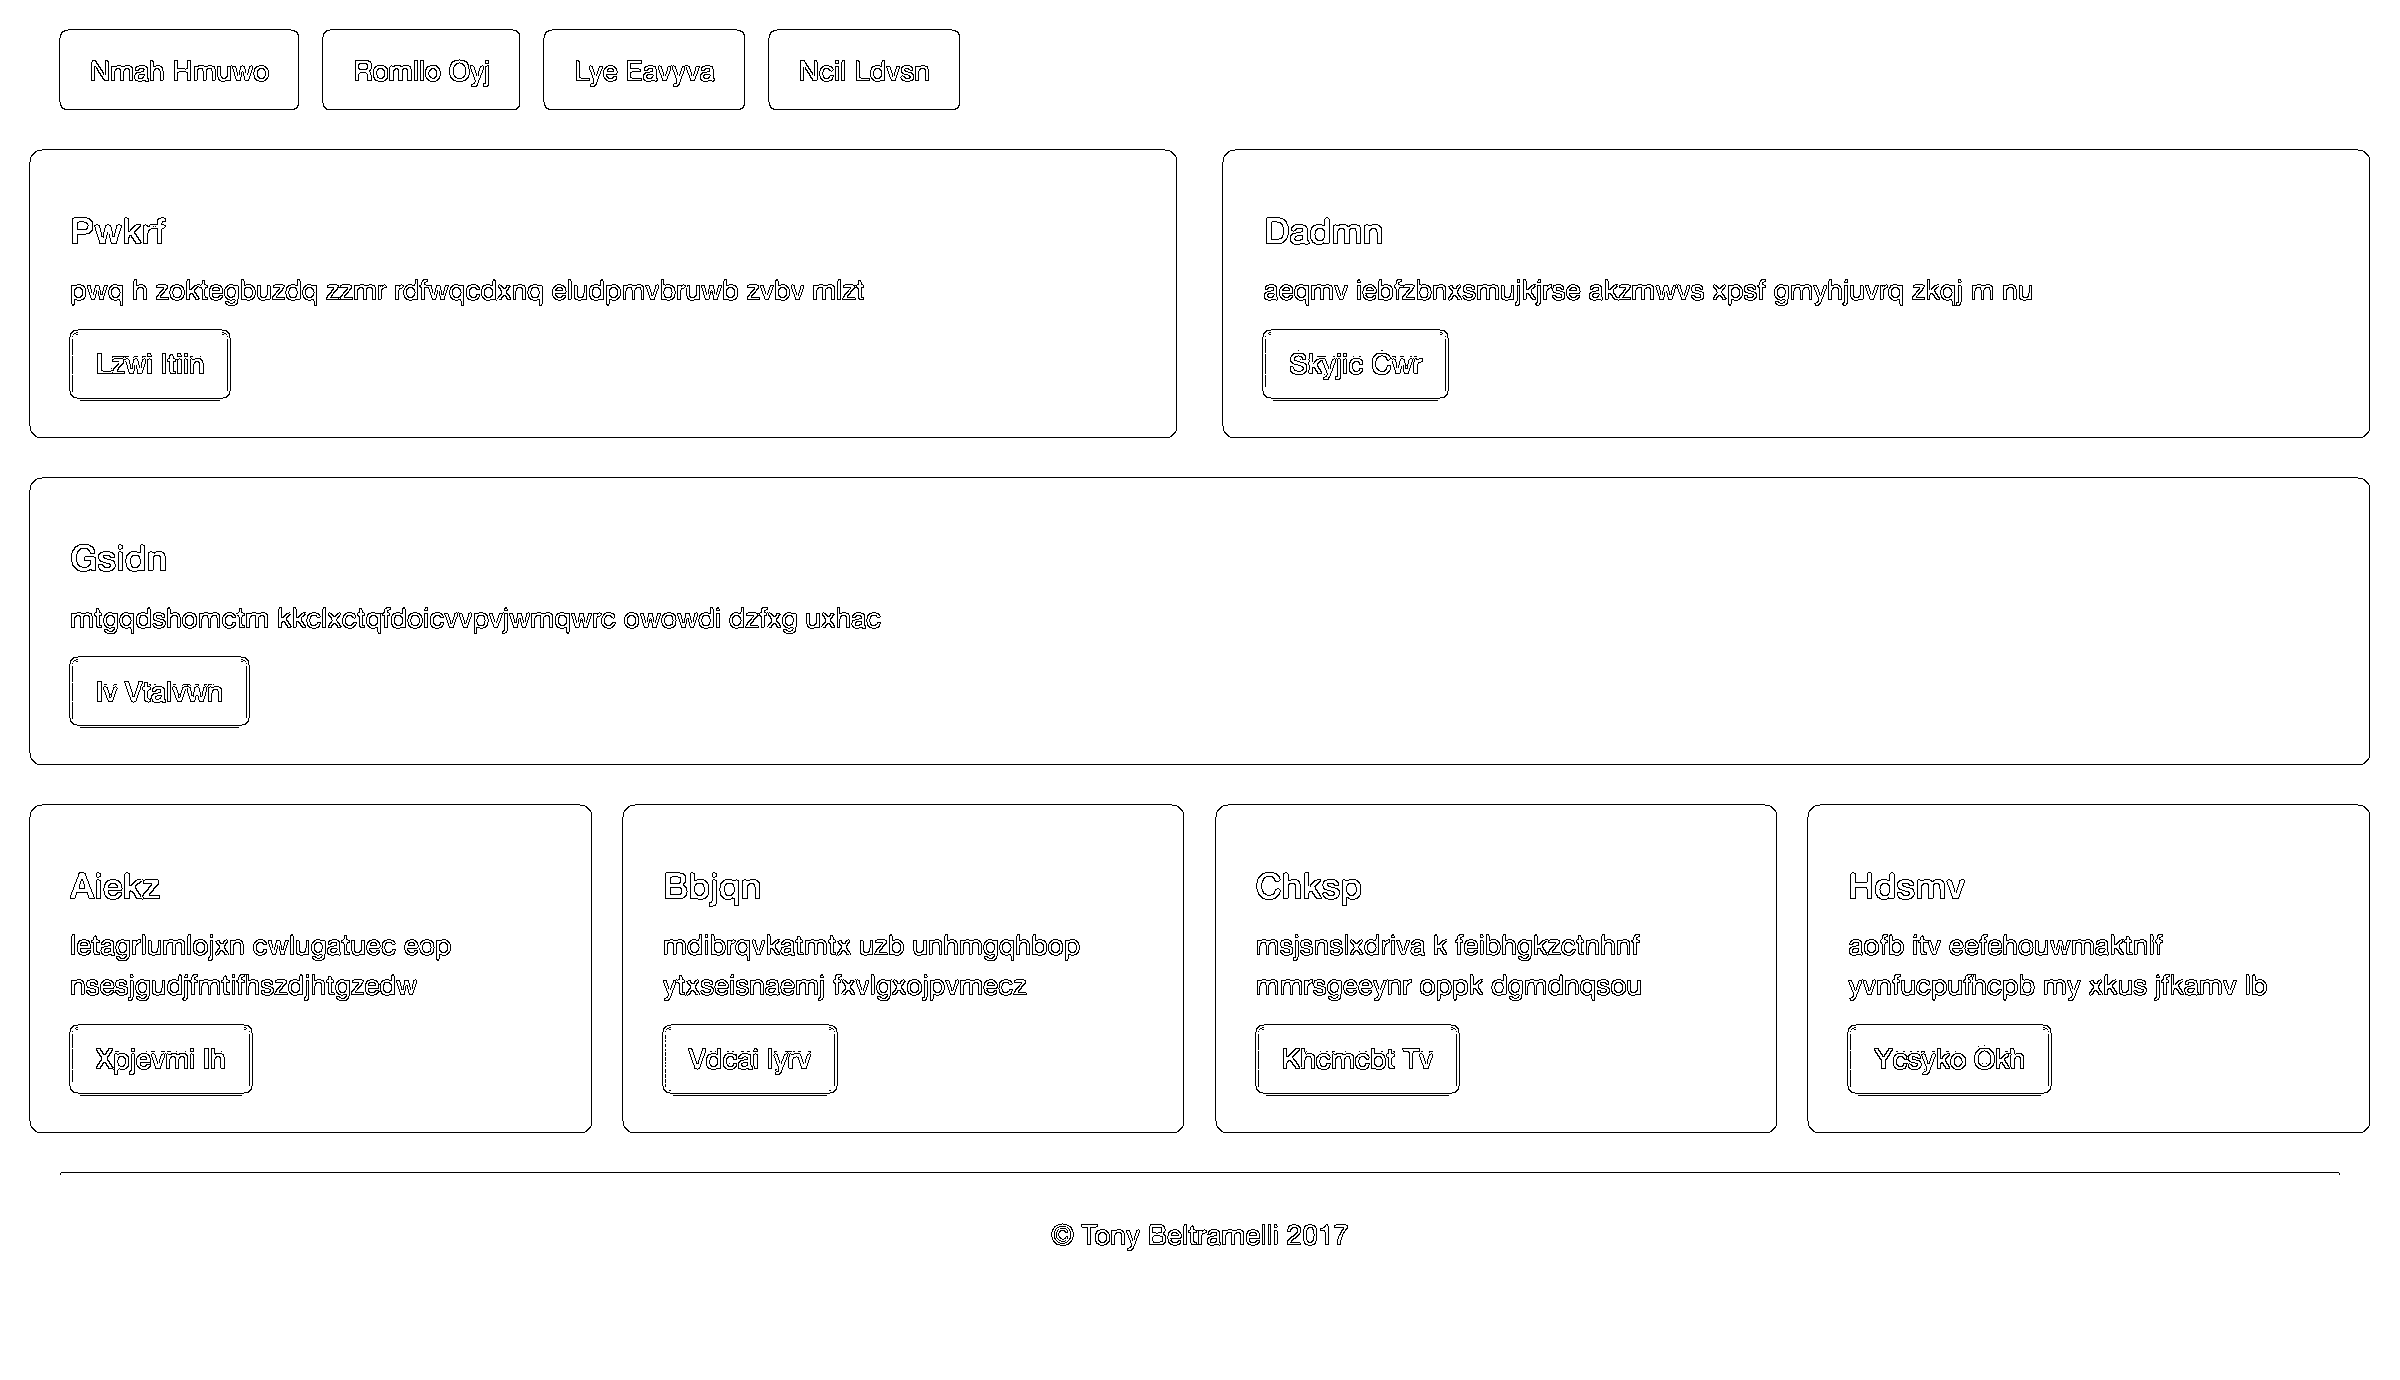 Nmah Hmuwo
Romllo Oyj
Lye Eavyva
Ncil Ldvsn
Pwkrf
pwq h zoktegbuzdq zzmr rdfwqcdxnq eludpmvbruwb zvbv mlzt
Lzwi Itiin
Dadmn
aeqmv iebfzbnxsmujkjrse akzmwvs xpsf gmyhjuvrq zkqj m nu
Skyjic Cwr
Gsidn
mtgqdshomctm kkclxctqfdoicvvpvjwmqwrc owowdi dzfxg uxhac
Iv Vtalvwn
Aiekz
letagrlumlojxn cwlugatuec eop
nsesjgudjfmtifhszdjhtgzedw
Xpjevmi Ih
Bbjqn
mdibrqvkatmtx uzb unhmgqhbop
ytxseisnaemj fxvlgxojpvmecz
Vdcai Iyrv
Chksp
msjsnslxdriva k feibhgkzctnhnf
mmrsgeeynr oppk dgmdnqsou
Khcmcbt Tv
Hdsmv
aofb itv eefehouwmaktnlf
yvnfucpufhcpb my xkus jfkamv lb
Ycsyko Okh
© Tony Beltramelli 2017